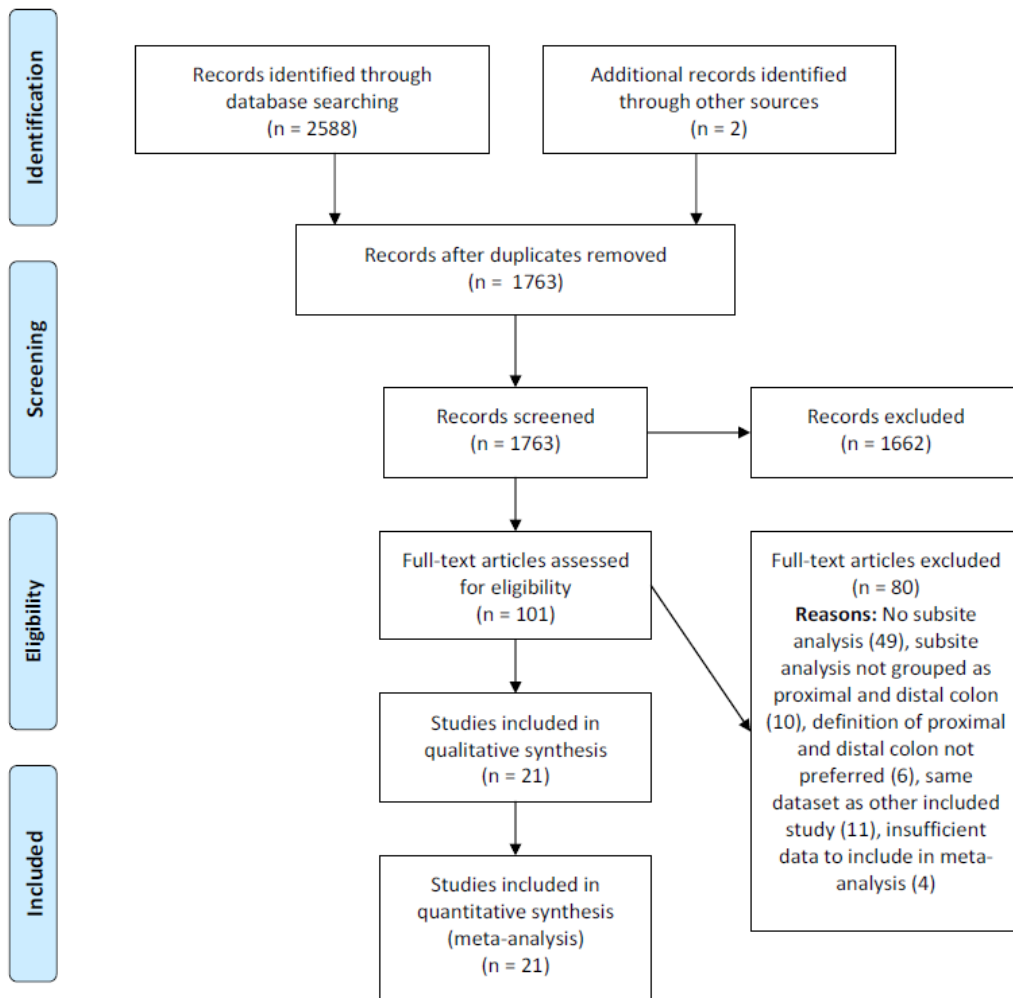 Identification
Records identified through
database searching
(n = 2588)
Additional records identified
through other sources
(n = 2)
Records after duplicates removed
(n = 1763)
Screening
Records screened
(n = 1763)
Records excluded
(n = 1662)
Eligibility
Full-text articles assessed
for eligibility
(n = 101)
Full-text articles excluded
(n = 80)
Reasons: No subsite
analysis (49), subsite
analysis not grouped as
proximal and distal colon
(10), definition of proximal
and distal colon not
preferred (6), same
dataset as other included
study (11), insufficient
data to include in meta-
analysis (4)
Studies included in
qualitative synthesis
(n = 21)
Included
Studies included in
quantitative synthesis
(meta-analysis)
(n = 21)